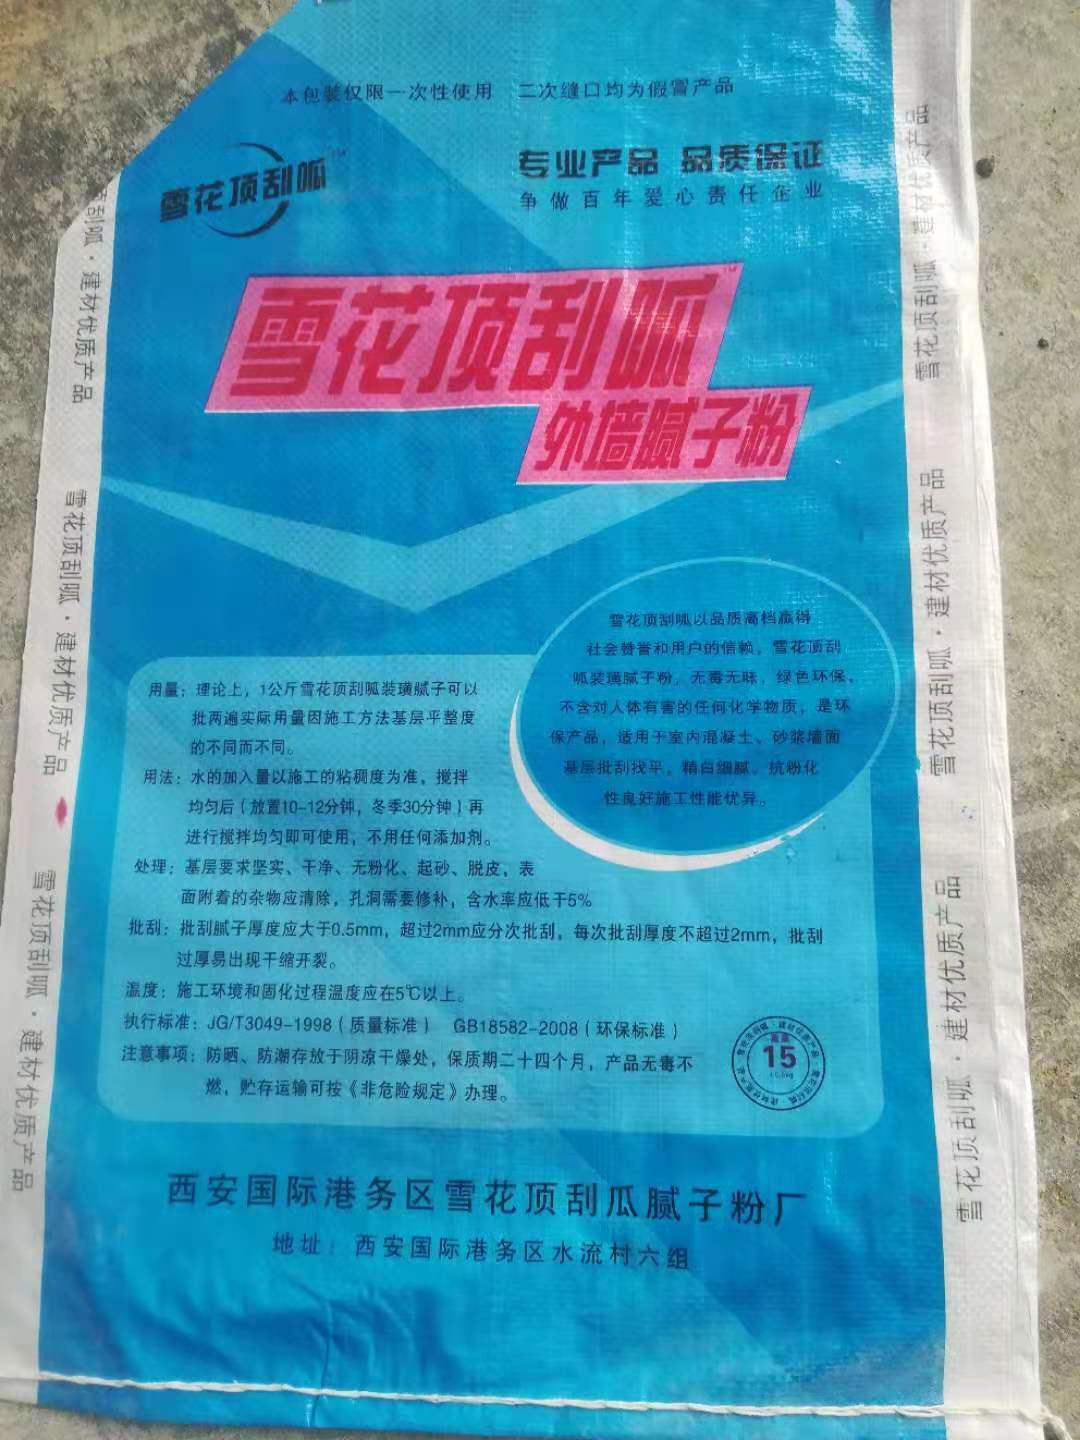 本包装仅限一次性使用 二次缝口均为假冒产品
雪花顶刮呱
专业产品 品质保证
争做百年爱心责任企业
雪花顶刮呱™
外墙腻子粉
雪花顶刮呱以品质高档赢得
社会赞誉和用户的信赖，雪花顶刮
呱装璜腻子粉，无毒无味，绿色环保，
不含对人体有害的任何化学物质，是环
保产品，适用于室内混凝土、砂浆墙面
基层批刮找平，精白细腻。抗粉化
性良好施工性能优异。
用量：理论上，1公斤雪花顶刮呱装璜腻子可以
批两遍实际用量因施工方法基层平整度
的不同而不同。
用法：水的加入量以施工的粘稠度为准，搅拌
均匀后（放置10-12分钟，冬季30分钟）再
进行搅拌均匀即可使用，不用任何添加剂。
处理：基层要求坚实、干净、无粉化、起砂、脱皮，表
面附着的杂物应清除，孔洞需要修补，含水率应低于5%
批刮：批刮腻子厚度应大于0.5mm，超过2mm应分次批刮，每次批刮厚度不超过2mm，批刮
过厚易出现干缩开裂。
温度：施工环境和固化过程温度应在5℃以上。
执行标准：JG/T3049-1998（质量标准） GB18582-2008（环保标准）
注意事项：防晒、防潮存放于阴凉干燥处，保质期二十四个月，产品无毒不
燃，贮存运输可按《非危险规定》办理。
15
西安国际港务区雪花顶刮瓜腻子粉厂
地址：西安国际港务区水流村六组
顶刮呱·建材优质产品
雪花顶刮呱·建材优质产品
雪花顶刮呱·建材优质产品
雪花顶刮呱·建材优质产品
雪花顶刮呱·建材优质产品
雪花顶刮呱·建材优质产品